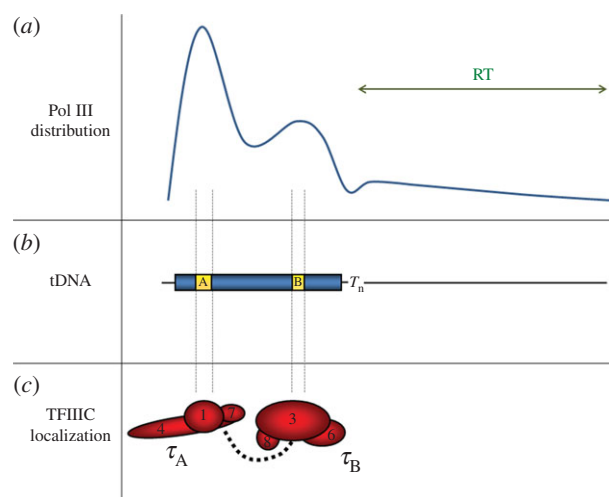 (a)
Pol III
distribution
RT
(b)
tDNA
A
B
Tn
(c)
TFIIIC
localization
4
1
7
3
8
6
τA
τB